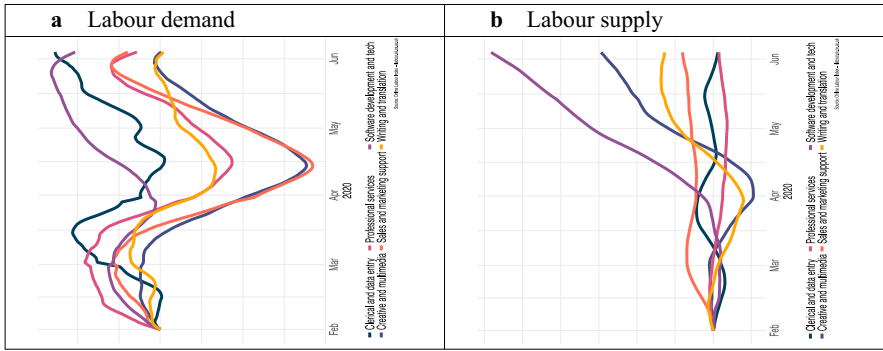 a Labour demand
Jun
May
Apr
2020
Mar
Feb
Clerical and data entry
Professional services
Software development and tech
Creative and multimedia
Sales and marketing support
Writing and translation
b Labour supply
Jun
May
Apr
2020
Mar
Feb
Clerical and data entry
Professional services
Software development and tech
Creative and multimedia
Sales and marketing support
Writing and translation